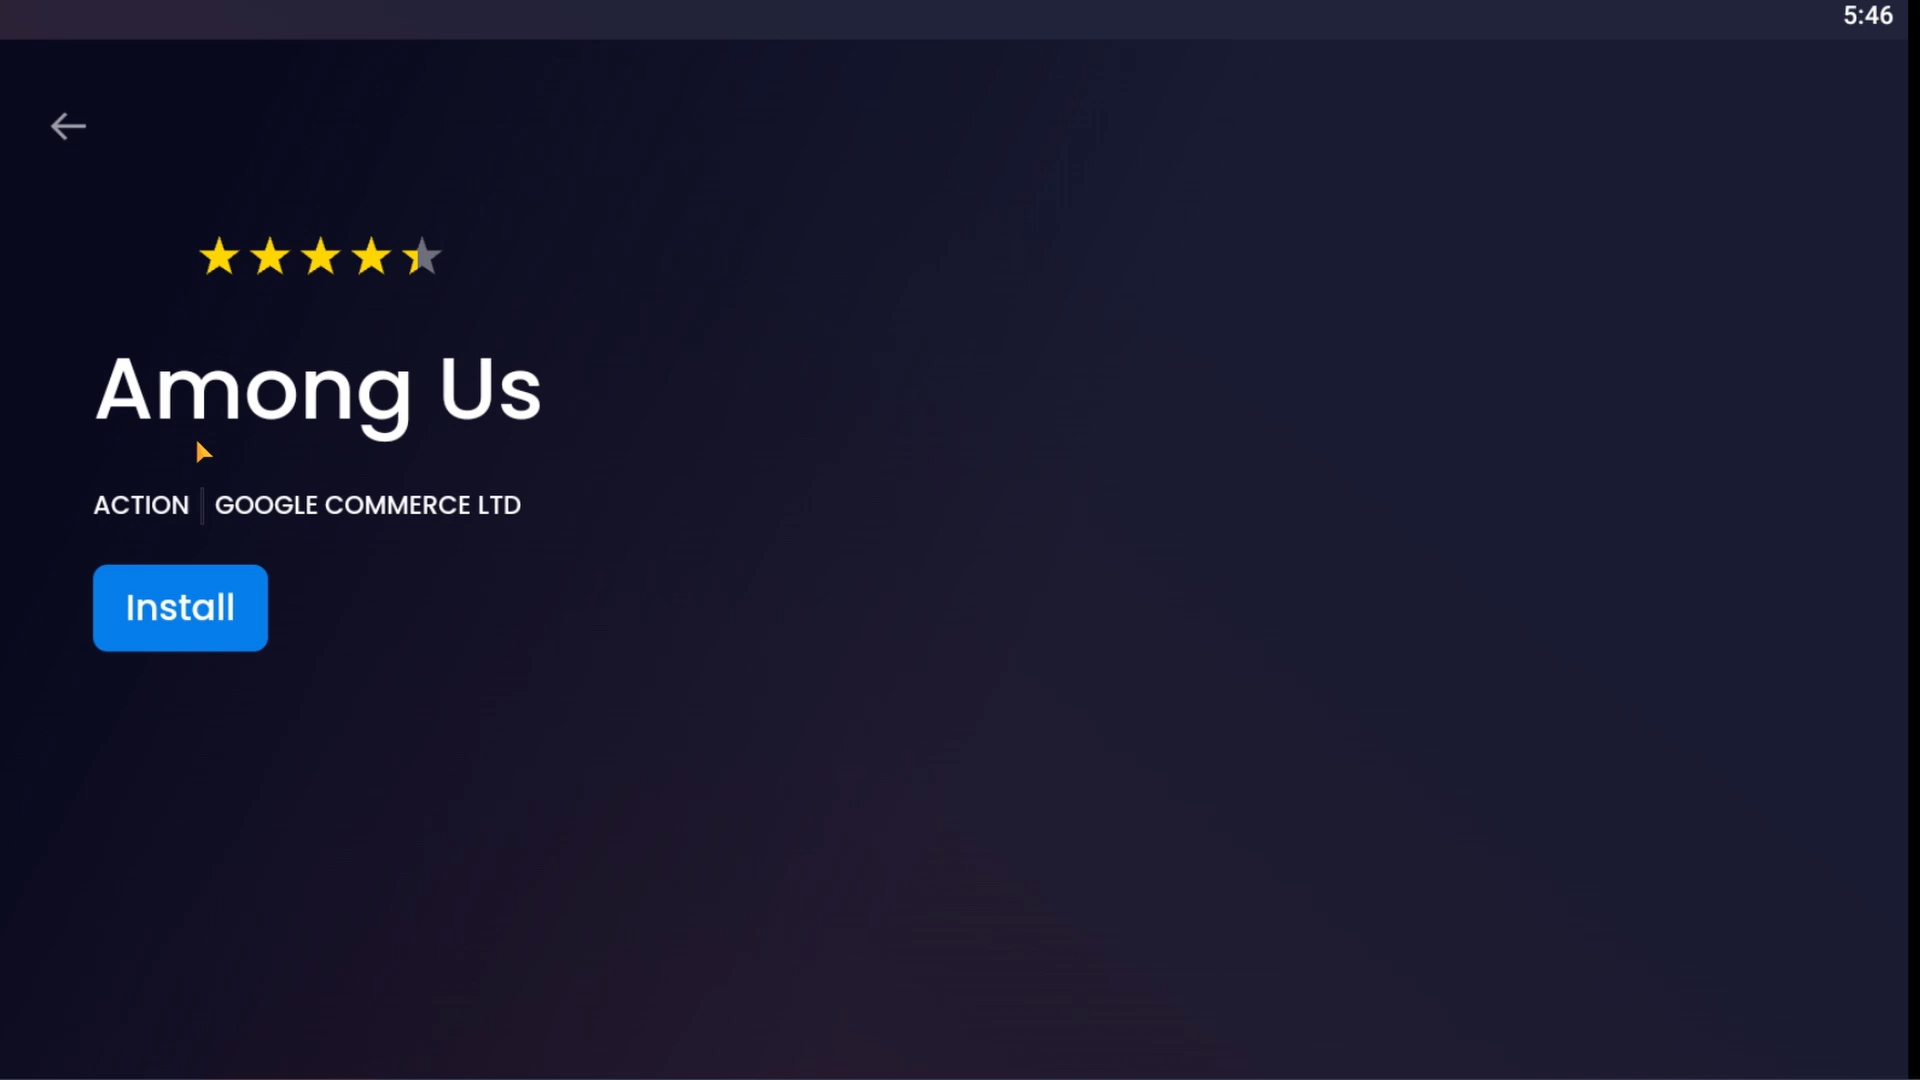 5:46
Among Us
ACTION
GOOGLE COMMERCE LTD
Install